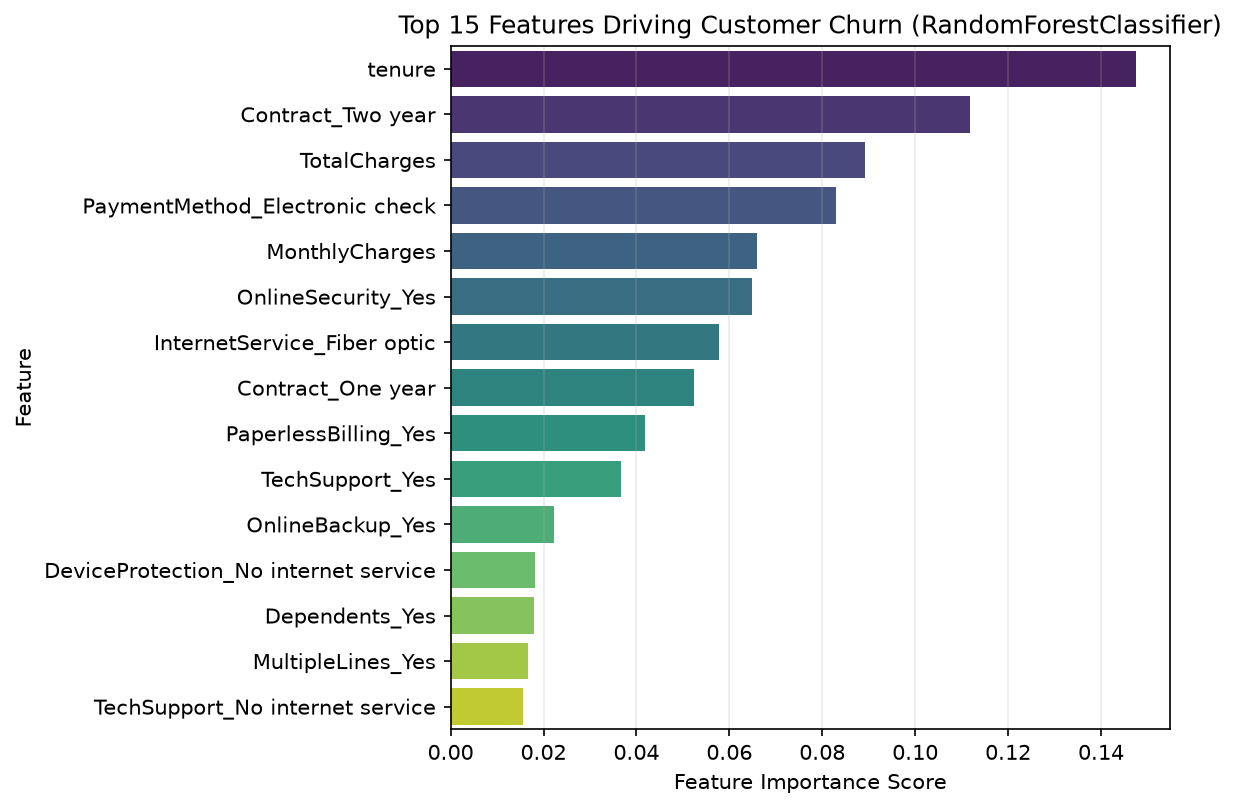 Top 15 Features Driving Customer Churn (RandomForestClassifier)
tenure
Contract_Two year
TotalCharges
PaymentMethod_Electronic check
MonthlyCharges
OnlineSecurity_Yes
InternetService_Fiber optic
Contract_One year
PaperlessBilling_Yes
TechSupport_Yes
OnlineBackup_Yes
DeviceProtection_No internet service
Dependents_Yes
MultipleLines_Yes
TechSupport_No internet service
Feature
0.00 0.02 0.04 0.06 0.08 0.10 0.12 0.14
Feature Importance Score